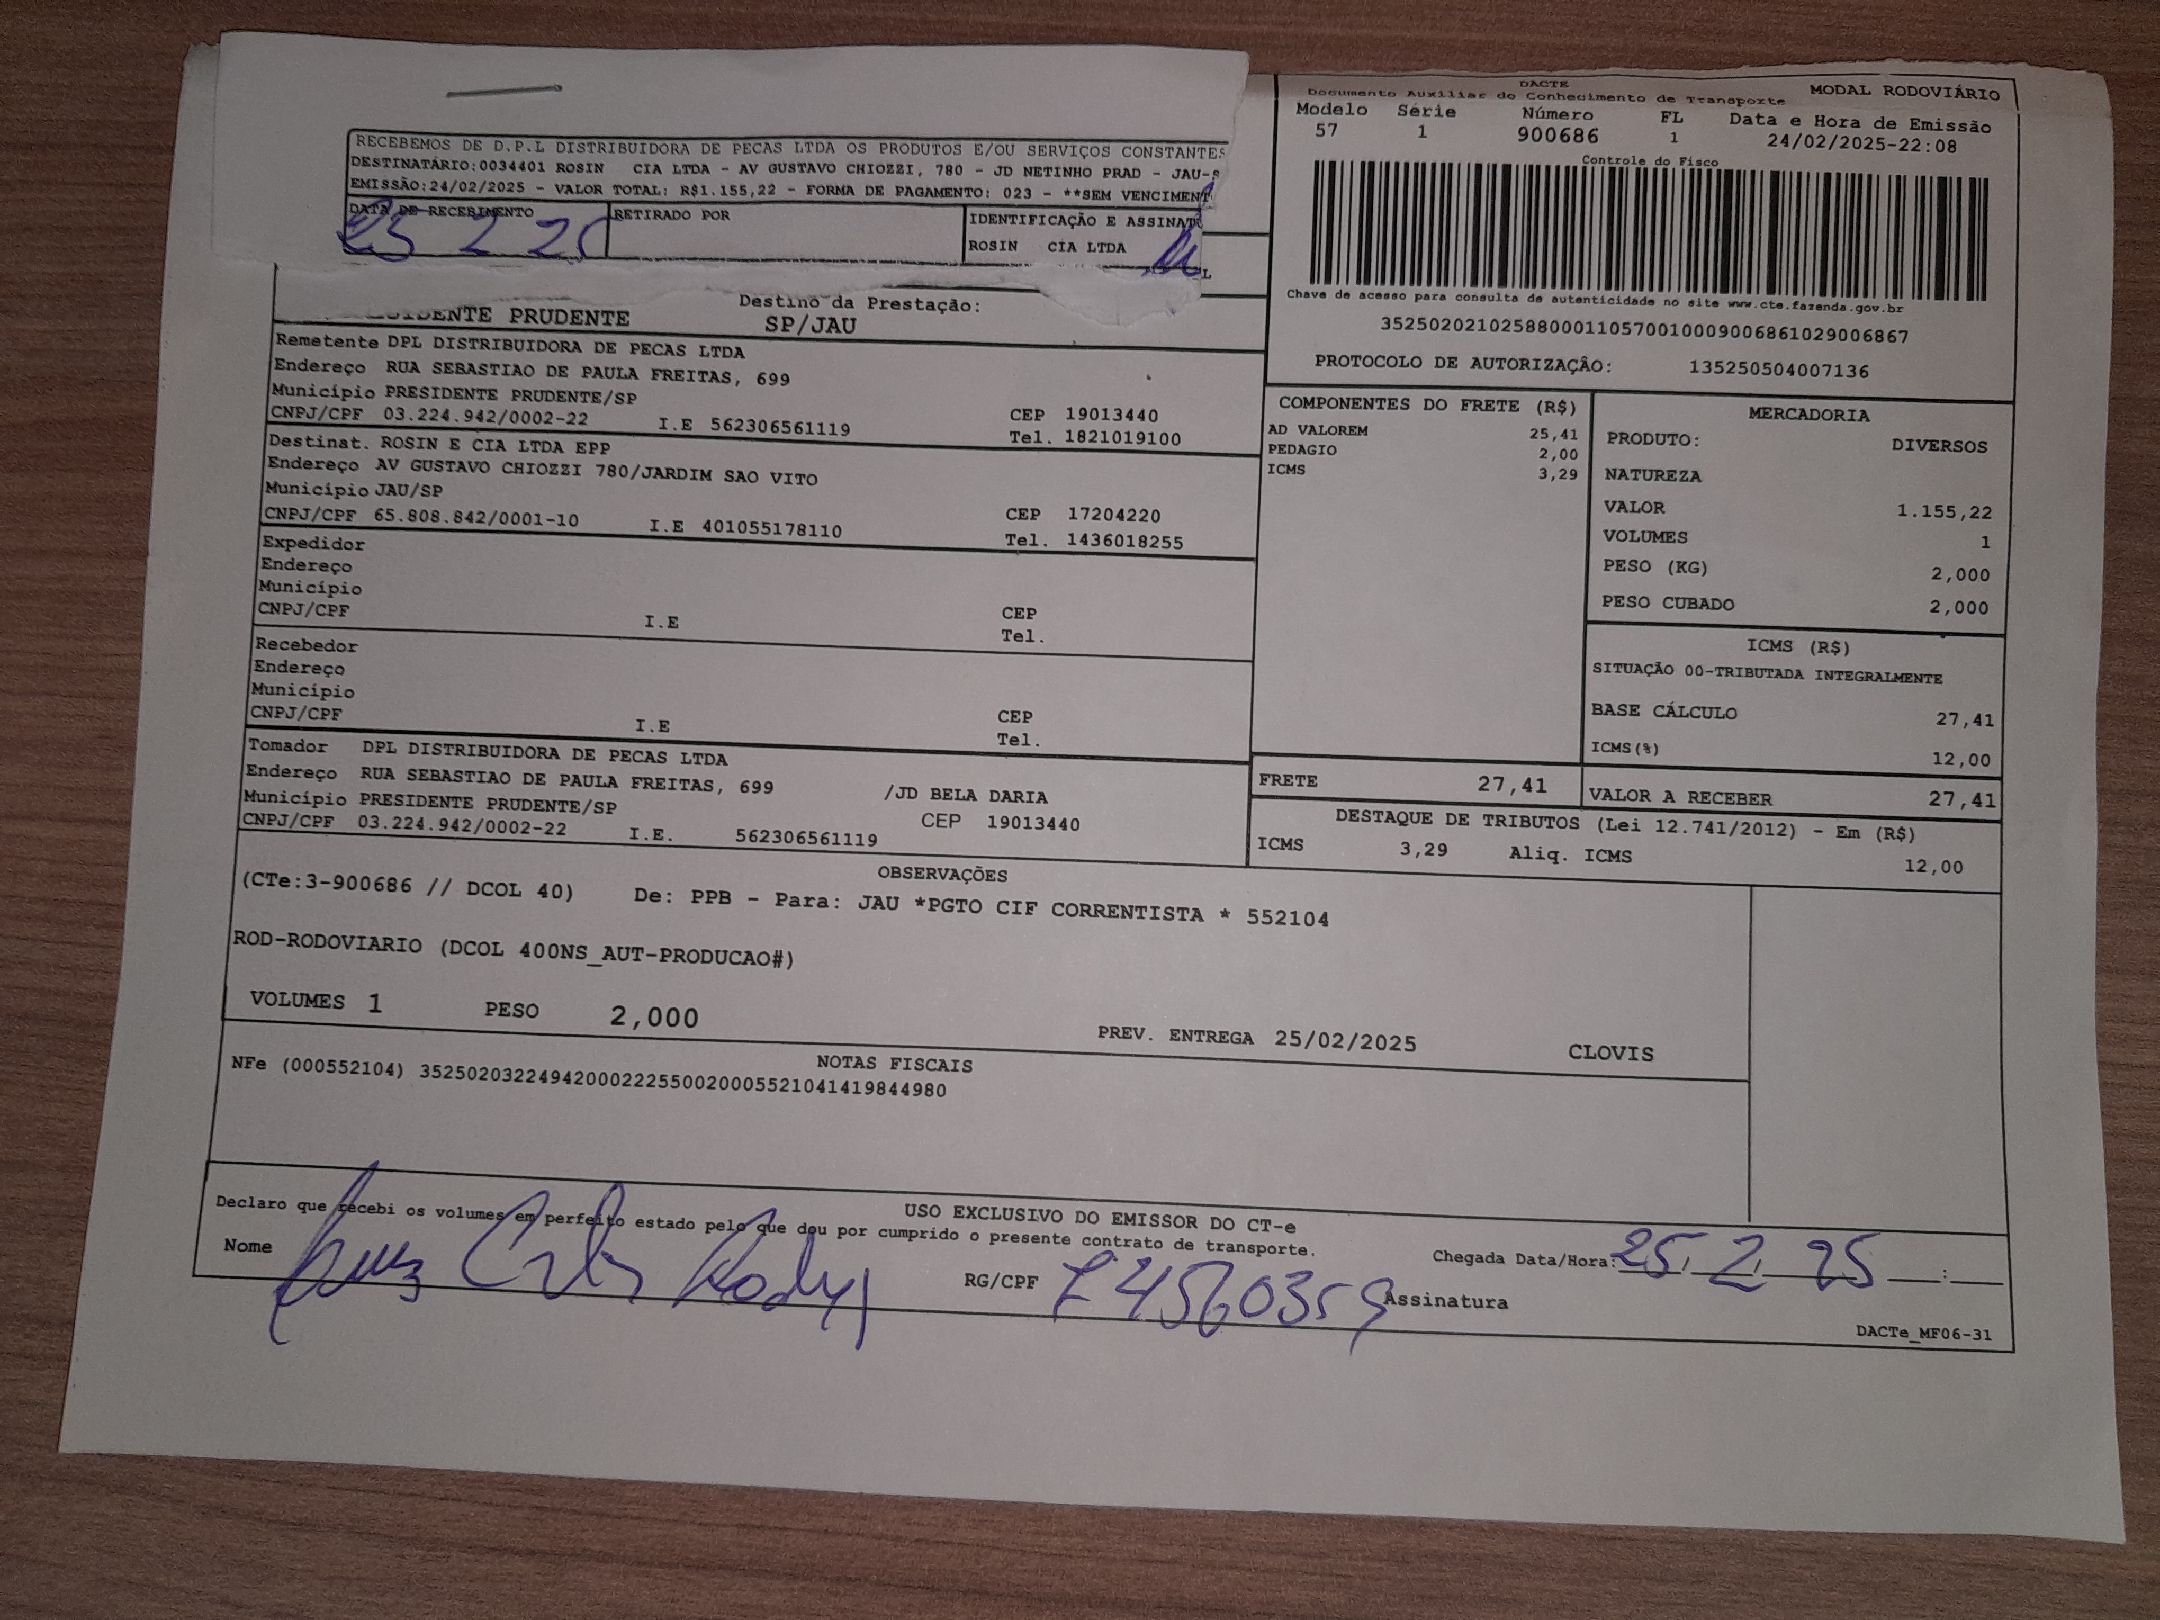 RECEBEMOS DE D.P.L DISTRIBUIDORA DE PECAS LTDA OS PRODUTOS E/OU SERVIÇOS CONSTANTES
DESTINATÁRIO:0034401 ROSIN CIA LTDA - AV GUSTAVO CHIOZZI, 780 - JD NETINHO PRAD - JAU-S
EMISSÃO:24/02/2025 - VALOR TOTAL: R$1.155,22 - FORMA DE PAGAMENTO: 023 - **SEM VENCIMENT
DATA DE RECEBIMENTO RETIRADO POR IDENTIFICAÇÃO E ASSINAT
ROSIN CIA LTDA
DACTE
Documento Auxiliar do Conhecimento de Transporte MODAL RODOVIÁRIO
Modelo Série Número FL Data e Hora de Emissão
57 1 900686 1 24/02/2025-22:08
Controle do Fisco
Chave de acesso para consulta de autenticidade no site www.cte.fazenda.gov.br
35250202102588000110570010009006861029006867
PROTOCOLO DE AUTORIZAÇÃO: 135250504007136
Destino da Prestação:
PRUDENTE SP/JAU
Remetente DPL DISTRIBUIDORA DE PECAS LTDA
Endereço RUA SEBASTIAO DE PAULA FREITAS, 699
Município PRESIDENTE PRUDENTE/SP CEP 19013440
CNPJ/CPF 03.224.942/0002-22 I.E 562306561119 Tel. 1821019100
Destinat. ROSIN E CIA LTDA EPP
Endereço AV GUSTAVO CHIOZZI 780/JARDIM SAO VITO
Município JAU/SP CEP 17204220
CNPJ/CPF 65.808.842/0001-10 I.E 401055178110 Tel. 1436018255
Expedidor
Endereço
Município CEP
CNPJ/CPF I.E Tel.
Recebedor
Endereço
Município CEP
CNPJ/CPF I.E Tel.
Tomador DPL DISTRIBUIDORA DE PECAS LTDA
Endereço RUA SEBASTIAO DE PAULA FREITAS, 699 /JD BELA DARIA
Município PRESIDENTE PRUDENTE/SP CEP 19013440
CNPJ/CPF 03.224.942/0002-22 I.E. 562306561119
COMPONENTES DO FRETE (R$)
AD VALOREM 25,41
PEDAGIO 2,00
ICMS 3,29
MERCADORIA
PRODUTO: DIVERSOS
NATUREZA
VALOR 1.155,22
VOLUMES 1
PESO (KG) 2,000
PESO CUBADO 2,000
ICMS (R$)
SITUAÇÃO 00-TRIBUTADA INTEGRALMENTE
BASE CÁLCULO 27,41
ICMS(%) 12,00
FRETE 27,41 VALOR A RECEBER 27,41
DESTAQUE DE TRIBUTOS (Lei 12.741/2012) - Em (R$)
ICMS 3,29 Aliq. ICMS 12,00
OBSERVAÇÕES
(CTe:3-900686 // DCOL 40) De: PPB - Para: JAU *PGTO CIF CORRENTISTA * 552104
ROD-RODOVIARIO (DCOL 400NS_AUT-PRODUCAO#)
VOLUMES 1 PESO 2,000 PREV. ENTREGA 25/02/2025 CLOVIS
NOTAS FISCAIS
NFe (000552104) 35250203224942000222550020005521041419844980
USO EXCLUSIVO DO EMISSOR DO CT-e
Declaro que recebi os volumes em perfeito estado pelo que dou por cumprido o presente contrato de transporte.
Nome RG/CPF Assinatura Chegada Data/Hora: 25 2 25 :
DACTe_MF06-31